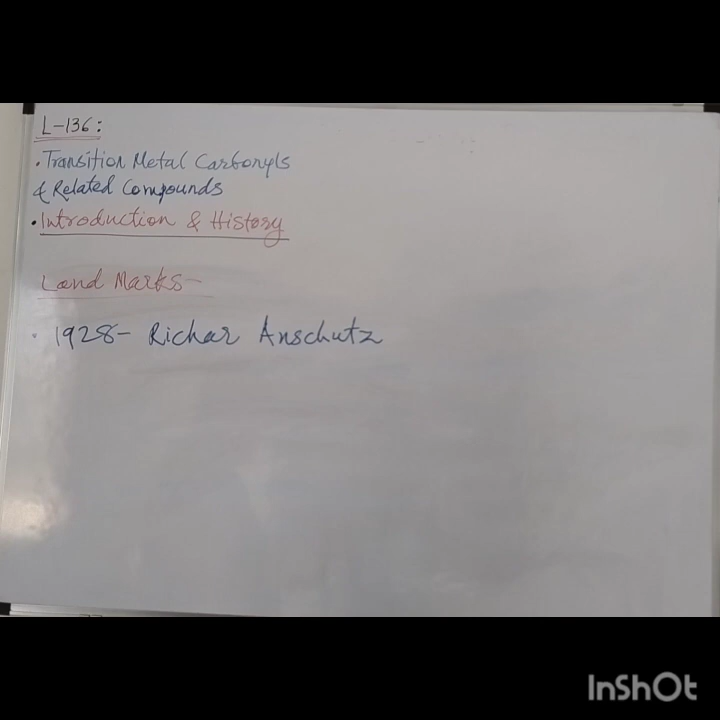 L-136:
• Transition Metal Carbonyls
& Related Compounds
• Introduction & History
Land Marks-
• 1928- Richar Anschutz
InShOt